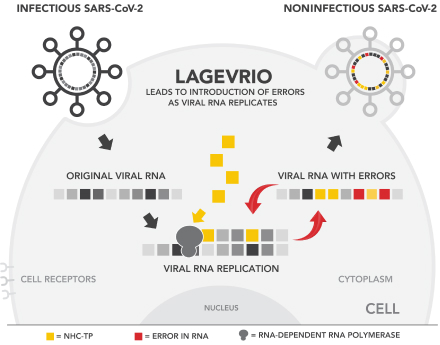 INFECTIOUS SARS-CoV-2
NONINFECTIOUS SARS-CoV-2
LAGEVRIO
LEADS TO INTRODUCTION OF ERRORS
AS VIRAL RNA REPLICATES
ORIGINAL VIRAL RNA
VIRAL RNA WITH ERRORS
VIRAL RNA REPLICATION
CELL RECEPTORS
CYTOPLASM
NUCLEUS
CELL
= NHC-TP
= ERROR IN RNA
= RNA-DEPENDENT RNA POLYMERASE